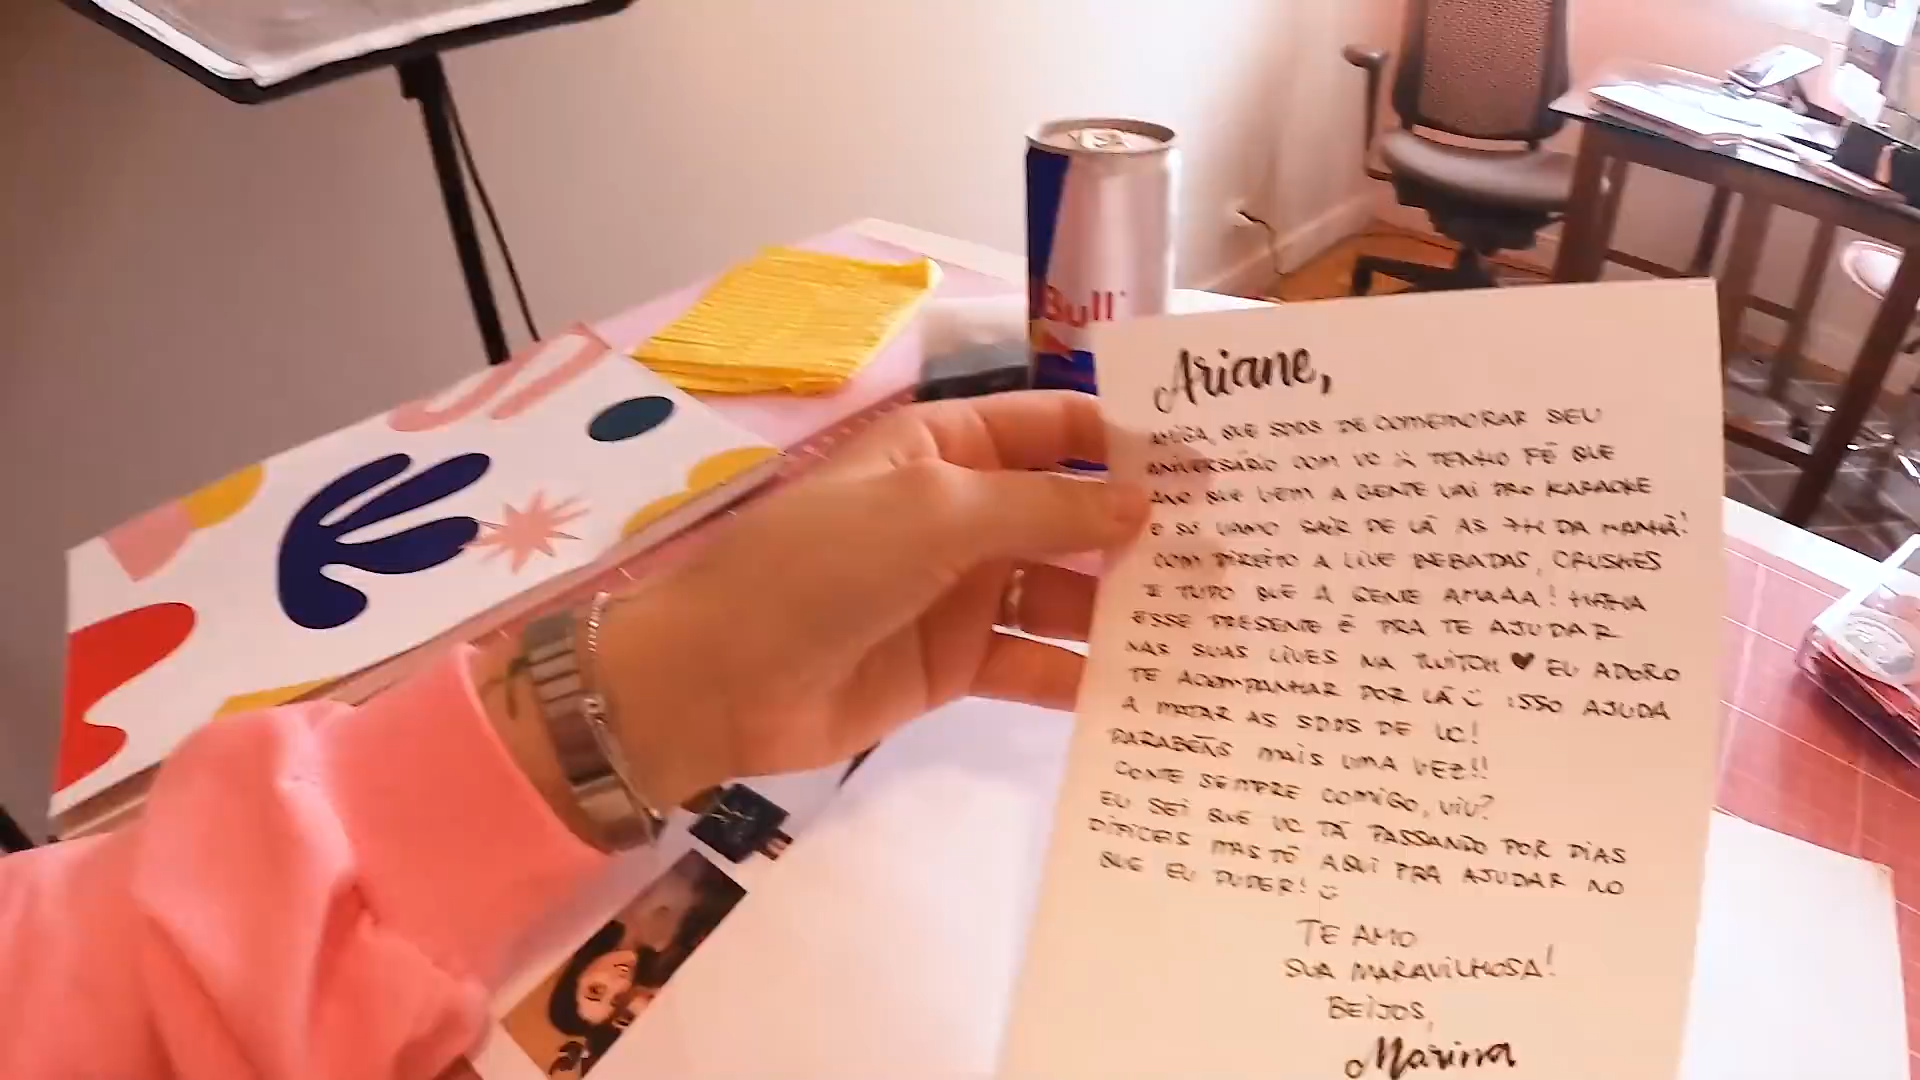 Bull
Ariane,
AMIGA, QUE SDDS DE COMEMORAR SEU
ANIVERSÁRIO COM VC :( TENHO FÉ QUE
ANO QUE VEM A GENTE VAI PRO KARAOKE
E SÓ VAMO SAIR DE LÁ AS 7H DA MANHÃ!
COM DIREITO A LIVE BEBADAS, CRUSHES
E TUDO QUE A GENTE AMAAA! HAHA
ESSE PRESENTE É PRA TE AJUDAR
NAS SUAS LIVES NA TWITCH ♥ EU ADORO
TE ACOMPANHAR POR LÁ :) ISSO AJUDA
A MATAR AS SDDS DE VC!
PARABÉNS MAIS UMA VEZ!!
CONTE SEMPRE COMIGO, VIU?
EU SEI QUE VC TÁ PASSANDO POR DIAS
DIFÍCEIS MAS TÔ AQUI PRA AJUDAR NO
QUE EU PUDER! :)
TE AMO
SUA MARAVILHOSA!
BEIJOS,
Marina